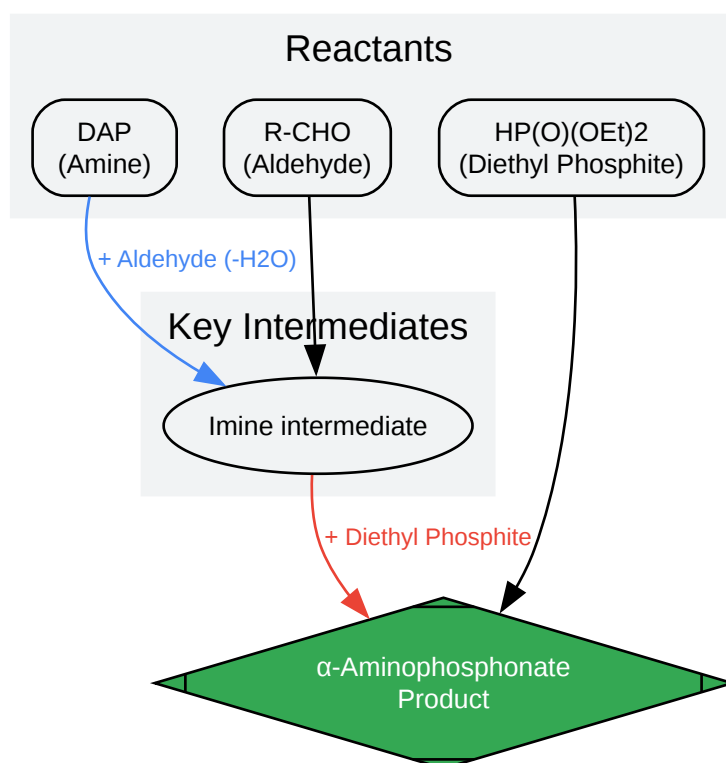 Reactants
DAP
(Amine)
R-CHO
(Aldehyde)
HP(O)(OEt)2
(Diethyl Phosphite)
+ Aldehyde (-H2O)
Key Intermediates
Imine intermediate
+ Diethyl Phosphite
α-Aminophosphonate
Product